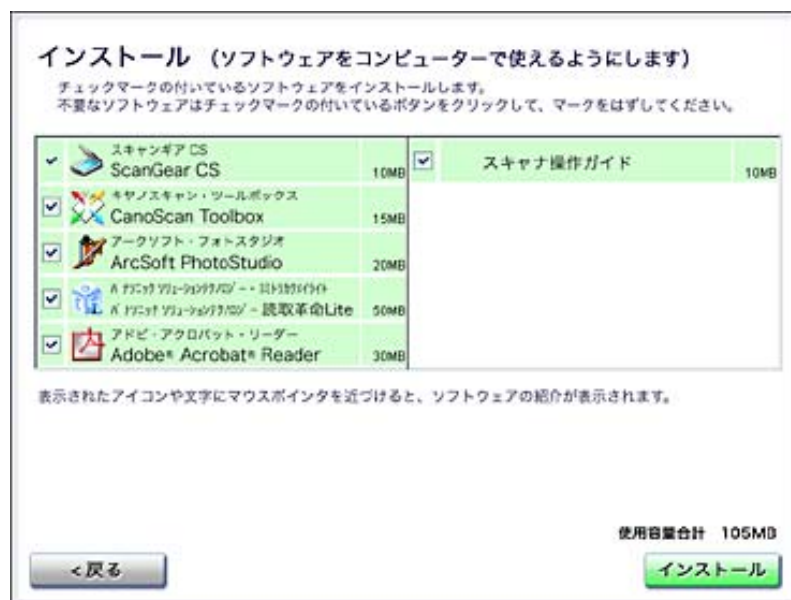 インストール (ソフトウェアをコンピューターで使えるようにします)
チェックマークの付いているソフトウェアをインストールします。
不要なソフトウェアはチェックマークの付いているボタンをクリックして、マークをはずしてください。
スキャンギア CS
ScanGear CS 10MB
キヤノスキャン・ツールボックス
CanoScan Toolbox 15MB
アークソフト・フォトスタジオ
ArcSoft PhotoStudio 20MB
読取革命Lite 50MB
アドビ・アクロバット・リーダー
Adobe® Acrobat® Reader 30MB
スキャナ操作ガイド 10MB
表示されたアイコンや文字にマウスポインタを近づけると、ソフトウェアの紹介が表示されます。
使用容量合計 105MB
<戻る
インストール